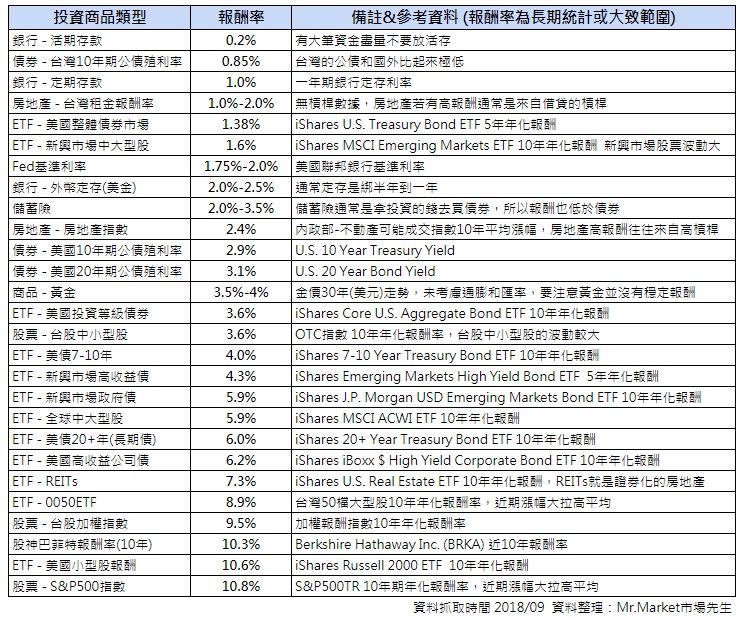 投資商品類型 報酬率 備註&參考資料 (報酬率為長期統計或大致範圍)
銀行 - 活期存款 0.2% 有大筆資金盡量不要放活存
債券 - 台灣10年期公債殖利率 0.85% 台灣的公債和國外比起來極低
銀行 - 定期存款 1.0% 一年期銀行定存利率
房地產 - 台灣租金報酬率 1.0%-2.0% 無槓桿數據，房地產若有高報酬通常是來自借貸的槓桿
ETF - 美國整體債券市場 1.38% iShares U.S. Treasury Bond ETF 5年年化報酬
ETF - 新興市場中大型股 1.6% iShares MSCI Emerging Markets ETF 10年年化報酬 新興市場股票波動大
Fed基準利率 1.75%-2.0% 美國聯邦銀行基準利率
銀行 - 外幣定存(美金) 2.0%-2.5% 通常定存是綁半年到一年
儲蓄險 2.0%-3.5% 儲蓄險通常是拿投資的錢去買債券，所以報酬也低於債券
房地產 - 房地產指數 2.4% 內政部-不動產可能成交指數10年平均漲幅，房地產高報酬往往來自高槓桿
債券 - 美國10年期公債殖利率 2.9% U.S. 10 Year Treasury Yield
債券 - 美國20年期公債殖利率 3.1% U.S. 20 Year Bond Yield
商品 - 黃金 3.5%-4% 金價30年(美元)走勢，未考慮通膨和匯率，要注意黃金並沒有穩定報酬
ETF - 美國投資等級債券 3.6% iShares Core U.S. Aggregate Bond ETF 10年年化報酬
股票 - 台股中小型股 3.6% OTC指數 10年年化報酬率，台股中小型股的波動較大
ETF - 美債7-10年 4.0% iShares 7-10 Year Treasury Bond ETF 10年年化報酬
ETF - 新興市場高收益債 4.3% iShares Emerging Markets High Yield Bond ETF 5年年化報酬
ETF - 新興市場政府債 5.9% iShares J.P. Morgan USD Emerging Markets Bond ETF 10年年化報酬
ETF - 全球中大型股 5.9% iShares MSCI ACWI ETF 10年年化報酬
ETF - 美債20+年(長期債) 6.0% iShares 20+ Year Treasury Bond ETF 10年年化報酬
ETF - 美國高收益公司債 6.2% iShares iBoxx $ High Yield Corporate Bond ETF 10年年化報酬
ETF - REITs 7.3% iShares U.S. Real Estate ETF 10年年化報酬，REITs就是證券化的房地產
ETF - 0050ETF 8.9% 台灣50檔大型股10年年化報酬率，近期漲幅大拉高平均
股票 - 台股加權指數 9.5% 加權報酬指數10年年化報酬率
股神巴菲特報酬率(10年) 10.3% Berkshire Hathaway Inc. (BRKA) 近10年報酬率
ETF - 美國小型股報酬 10.6% iShares Russell 2000 ETF 10年年化報酬
股票 - S&P500指數 10.8% S&P500TR 10年期年化報酬率，近期漲幅大拉高平均
資料抓取時間 2018/09 資料整理：Mr.Market市場先生